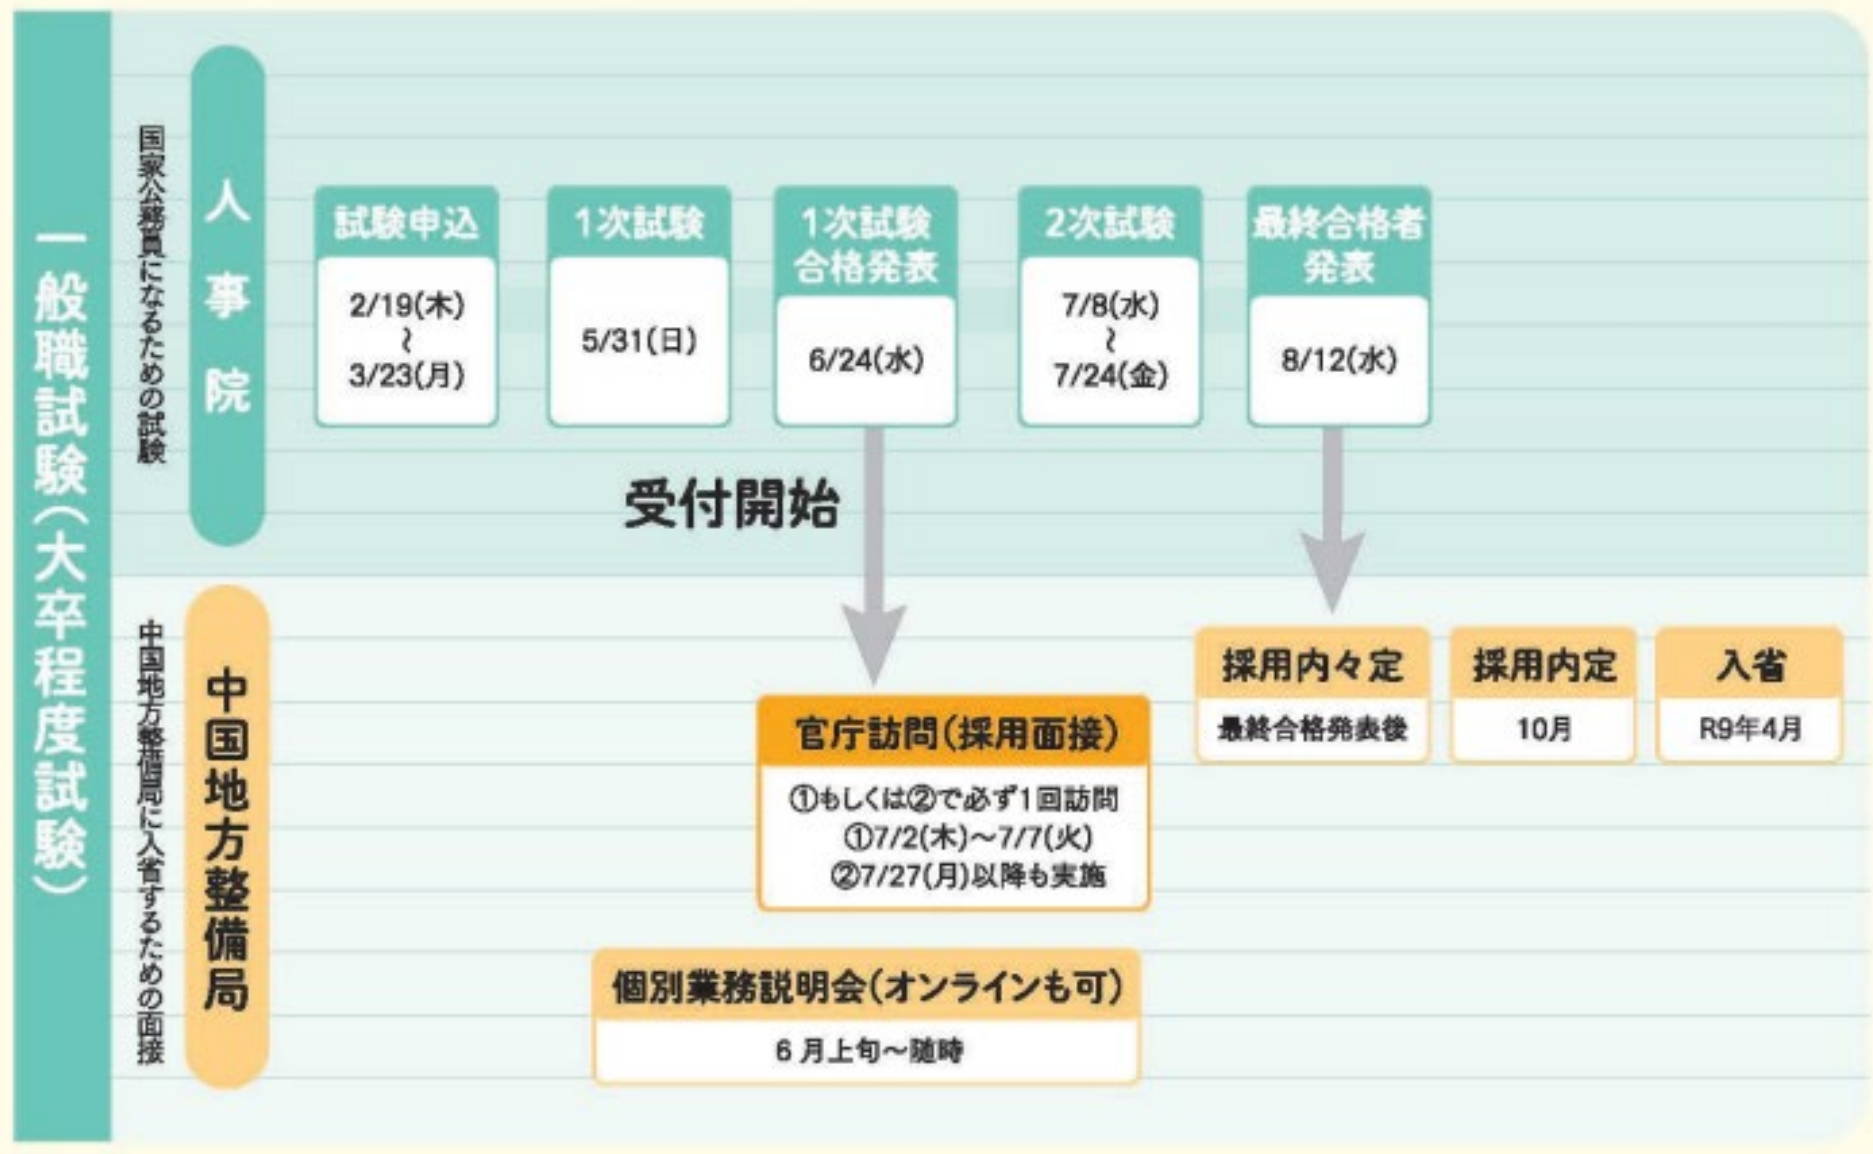 一般職試験(大卒程度試験)
国家公務員になるための試験
人事院
試験申込
2/19(木)
~
3/23(月)
1次試験
5/31(日)
1次試験
合格発表
6/24(水)
2次試験
7/8(水)
~
7/24(金)
最終合格者
発表
8/12(水)
受付開始
中国地方整備局に入省するための面接
中国地方整備局
官庁訪問(採用面接)
①もしくは②で必ず1回訪問
①7/2(木)～7/7(火)
②7/27(月)以降も実施
採用内々定
最終合格発表後
採用内定
10月
入省
R9年4月
個別業務説明会(オンラインも可)
6月上旬～随時